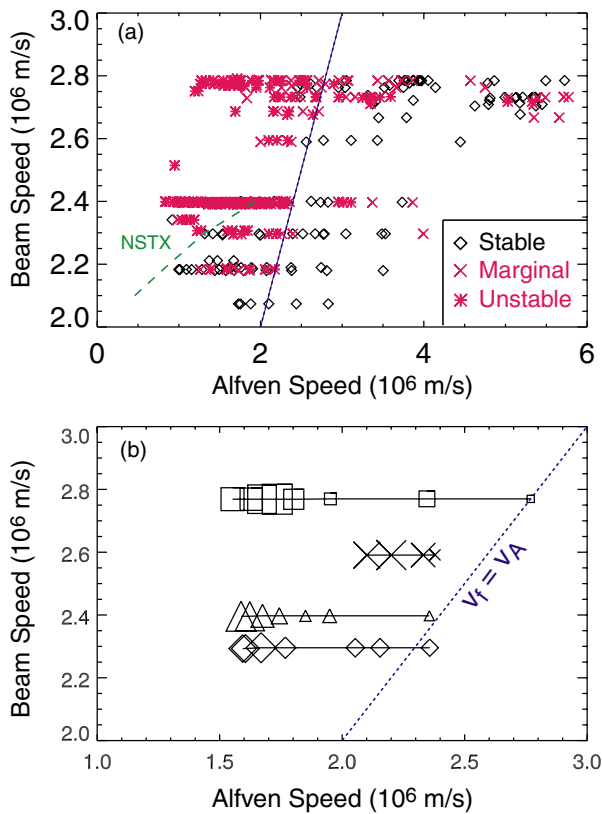 (a)
Beam Speed (10⁶ m/s)
3.0
2.8
2.6
2.4
2.2
2.0
NSTX
Stable
Marginal
Unstable
0 2 4 6
Alfven Speed (10⁶ m/s)
(b)
Beam Speed (10⁶ m/s)
3.0
2.8
2.6
2.4
2.2
2.0
Vf = VA
1.0 1.5 2.0 2.5 3.0
Alfven Speed (10⁶ m/s)